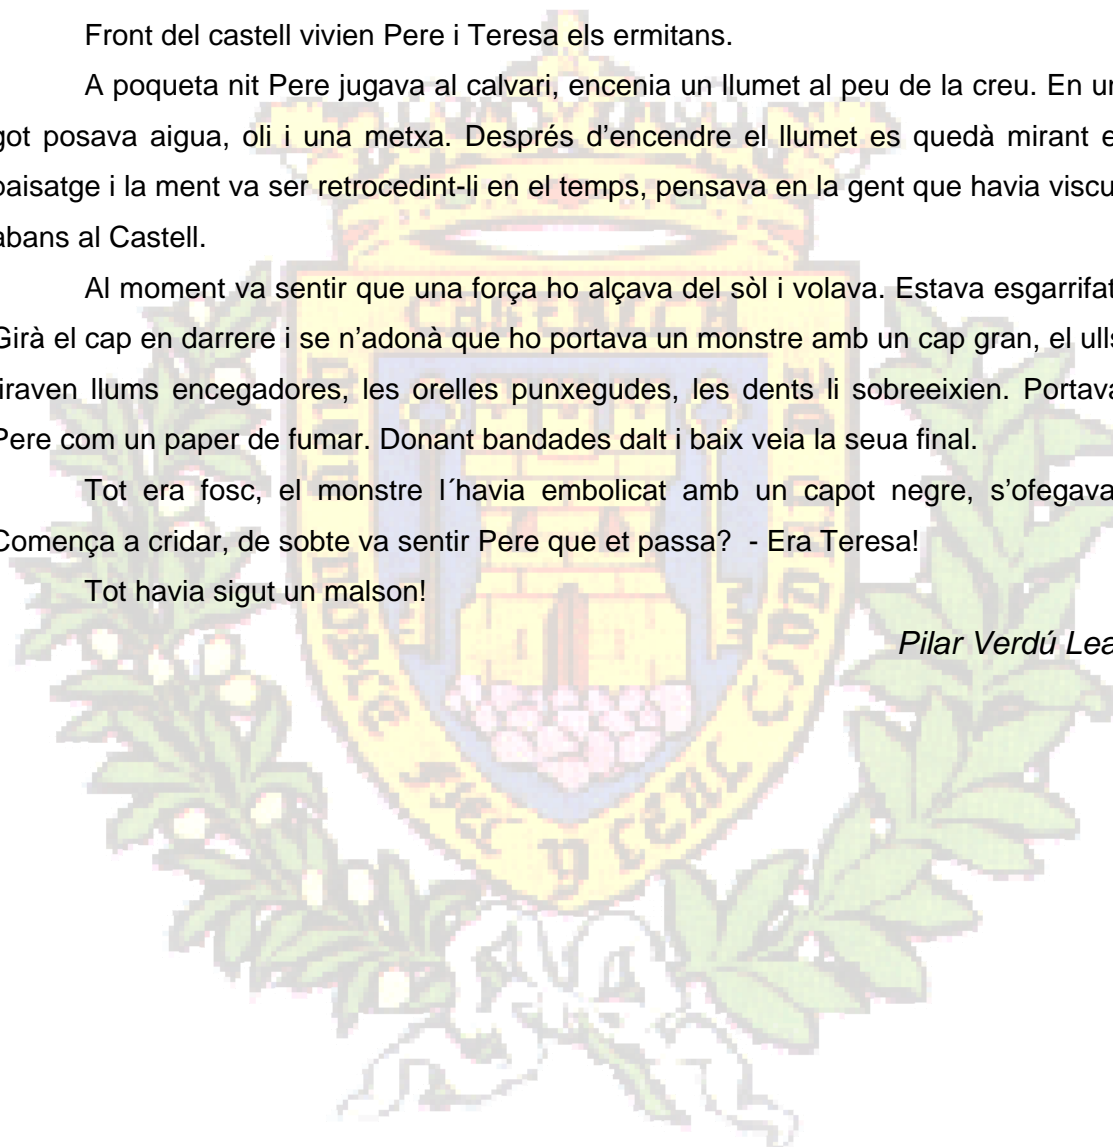 Front del castell vivien Pere i Teresa els ermitans.
A poqueta nit Pere jugava al calvari, encenia un llumet al peu de la creu. En un
got posava aigua, oli i una metxa. Després d’encendre el llumet es quedà mirant e
paisatge i la ment va ser retrocedint-li en el temps, pensava en la gent que havia viscu
abans al Castell.
Al moment va sentir que una força ho alçava del sòl i volava. Estava esgarrifat
Girà el cap en darrere i se n’adonà que ho portava un monstre amb un cap gran, el ulls
tiraven llums encegadores, les orelles punxegudes, les dents li sobreeixien. Portava
Pere com un paper de fumar. Donant bandades dalt i baix veia la seua final.
Tot era fosc, el monstre l´havia embolicat amb un capot negre, s’ofegava
Comença a cridar, de sobte va sentir Pere que et passa?  - Era Teresa!
Tot havia sigut un malson!
Pilar Verdú Lea